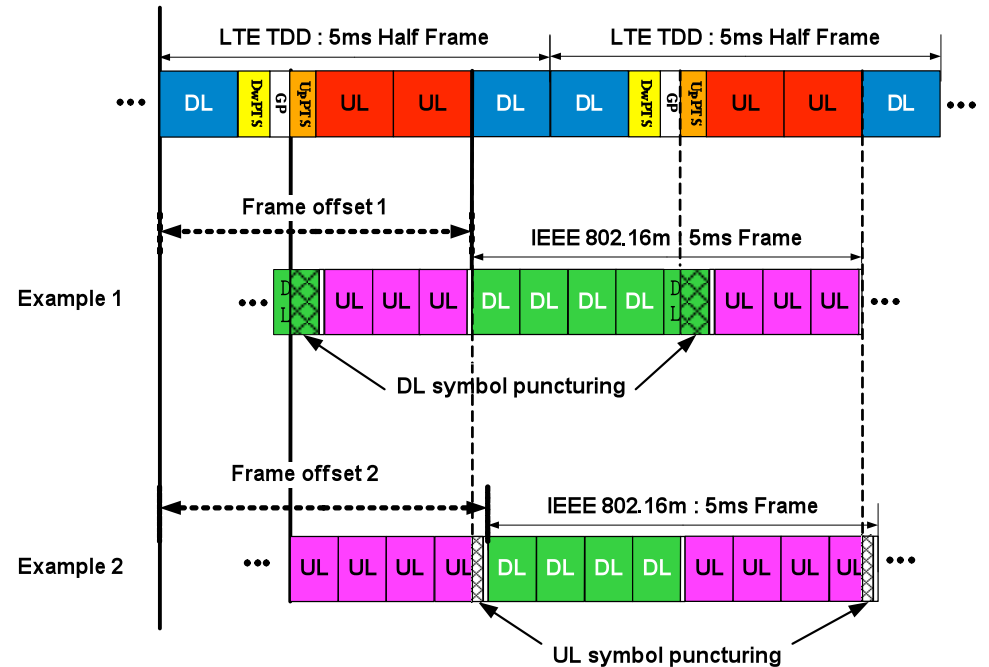 LTE TDD : 5ms Half Frame LTE TDD : 5ms Half Frame
••• DL DwPTS GP UpPTS UL UL DL DL DwPTS GP UpPTS UL UL DL •••
Frame offset 1
IEEE 802.16m : 5ms Frame
Example 1 ••• DL UL UL UL DL DL DL DL DL UL UL UL •••
DL symbol puncturing
Frame offset 2
IEEE 802.16m : 5ms Frame
Example 2 ••• UL UL UL UL DL DL DL DL UL UL UL UL •••
UL symbol puncturing